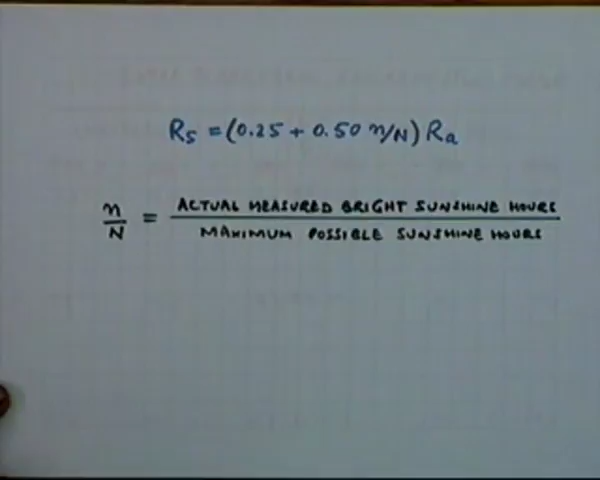 Rs = (0.25 + 0.50 n/N) Ra
n/N = ACTUAL MEASURED BRIGHT SUNSHINE HOURS
MAXIMUM POSSIBLE SUNSHINE HOURS